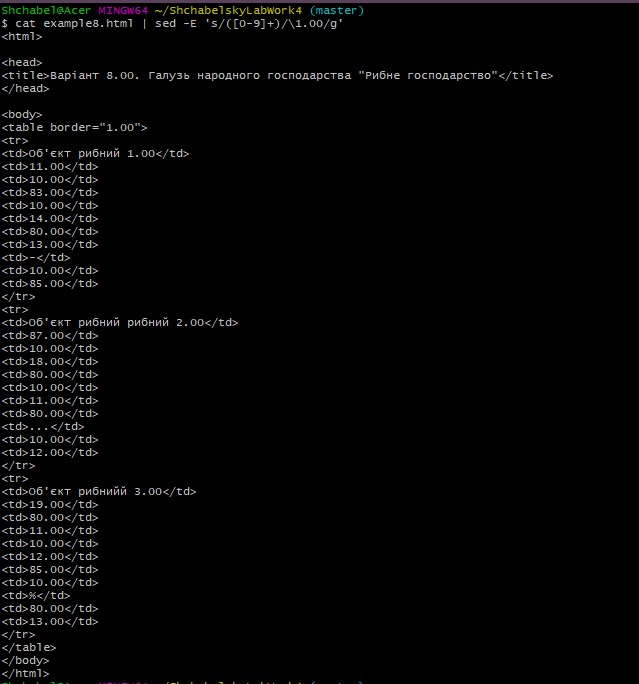 Shchabel@Acer MINGW64 ~/ShchabelskyLabWork4 (master)
$ cat example8.html | sed -E 's/([0-9]+)/\1.00/g'
<html>
<head>
<title>Варіант 8.00. Галузь народного господарства "Рибне господарство"</title>
</head>
<body>
<table border="1.00">
<tr>
<td>Об'єкт рибний 1.00</td>
<td>11.00</td>
<td>10.00</td>
<td>83.00</td>
<td>10.00</td>
<td>14.00</td>
<td>80.00</td>
<td>13.00</td>
<td>-</td>
<td>10.00</td>
<td>85.00</td>
</tr>
<tr>
<td>Об'єкт рибний рибний 2.00</td>
<td>87.00</td>
<td>10.00</td>
<td>18.00</td>
<td>80.00</td>
<td>10.00</td>
<td>11.00</td>
<td>80.00</td>
<td>...</td>
<td>10.00</td>
<td>12.00</td>
</tr>
<tr>
<td>Об'єкт рибнийй 3.00</td>
<td>19.00</td>
<td>80.00</td>
<td>11.00</td>
<td>10.00</td>
<td>12.00</td>
<td>85.00</td>
<td>10.00</td>
<td>%</td>
<td>80.00</td>
<td>13.00</td>
</tr>
</table>
</body>
</html>